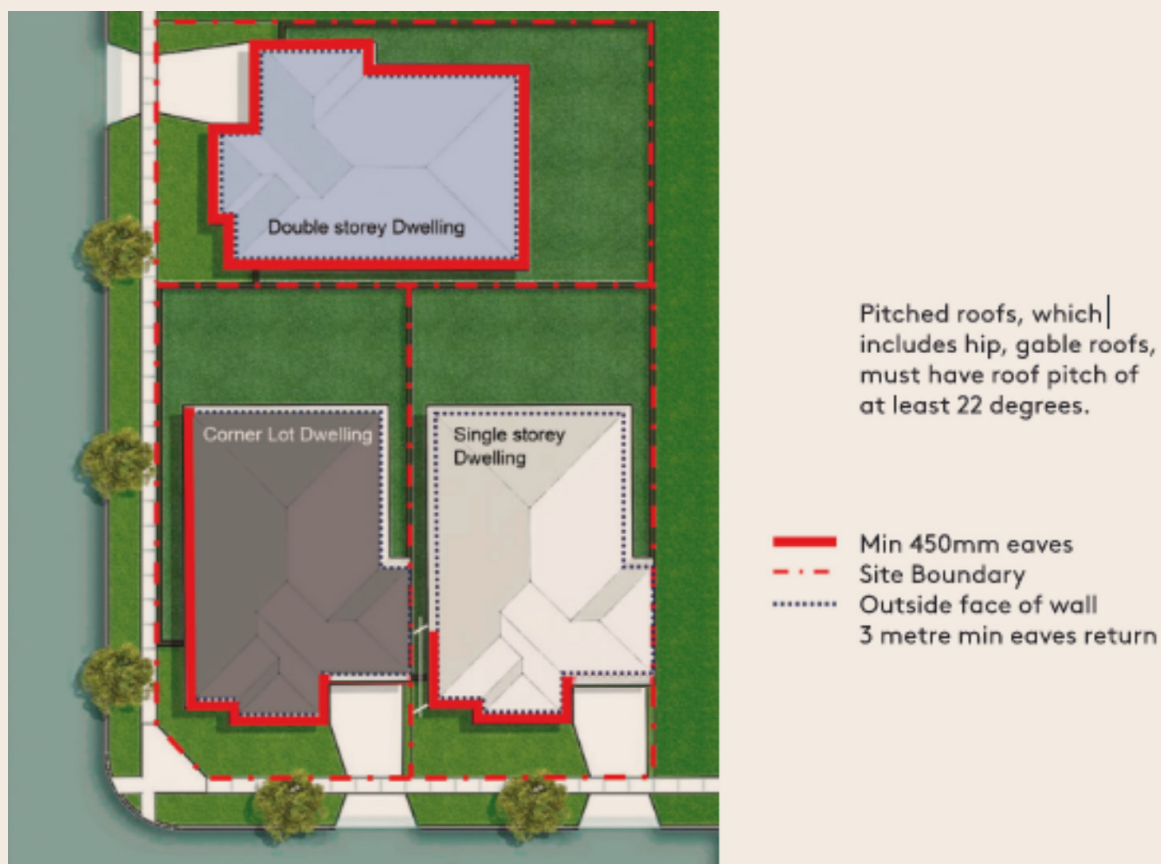 Double storey Dwelling
Corner Lot Dwelling
Single storey
Dwelling
Pitched roofs, which
includes hip, gable roofs,
must have roof pitch of
at least 22 degrees.
Min 450mm eaves
Site Boundary
Outside face of wall
3 metre min eaves return